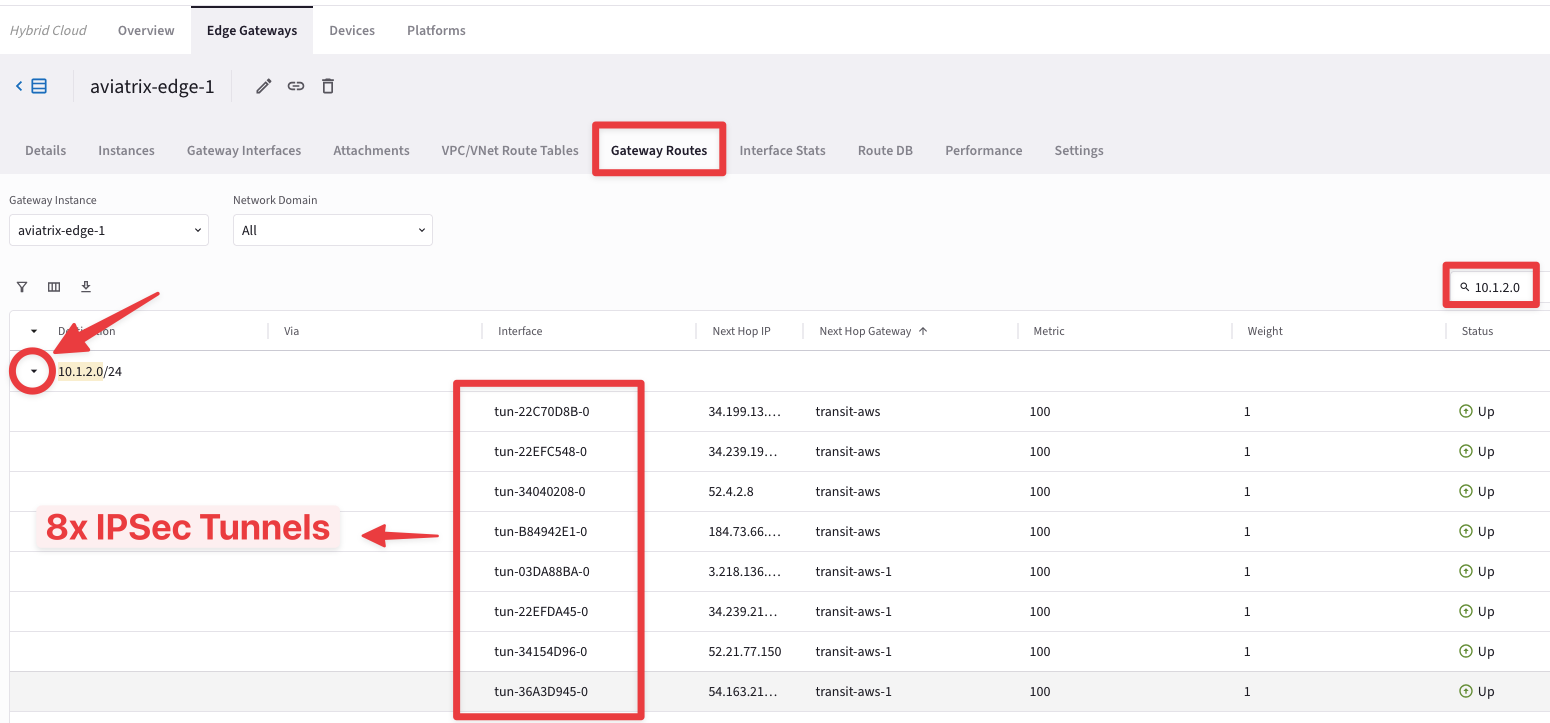 Hybrid Cloud Overview Edge Gateways Devices Platforms
aviatrix-edge-1
Details Instances Gateway Interfaces Attachments VPC/VNet Route Tables Gateway Routes Interface Stats Route DB Performance Settings
Gateway Instance Network Domain
aviatrix-edge-1 All
10.1.2.0
Destination Via Interface Next Hop IP Next Hop Gateway Metric Weight Status
10.1.2.0/24
tun-22C70D8B-0 34.199.13.… transit-aws 100 1 Up
tun-22EFC548-0 34.239.19… transit-aws 100 1 Up
tun-34040208-0 52.4.2.8 transit-aws 100 1 Up
8x IPSec Tunnels
tun-B84942E1-0 184.73.66.… transit-aws 100 1 Up
tun-03DA88BA-0 3.218.136.… transit-aws-1 100 1 Up
tun-22EFDA45-0 34.239.21… transit-aws-1 100 1 Up
tun-34154D96-0 52.21.77.150 transit-aws-1 100 1 Up
tun-36A3D945-0 54.163.21… transit-aws-1 100 1 Up